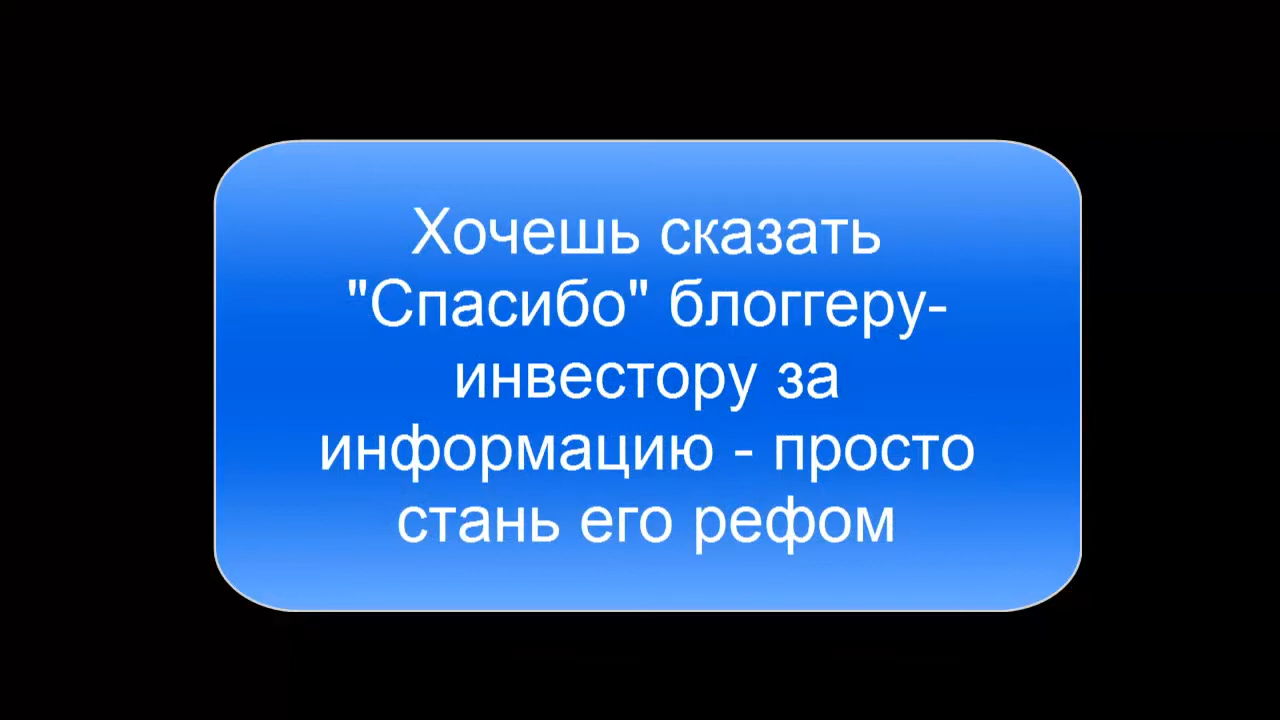 Хочешь сказать
"Спасибо" блоггеру-
инвестору за
информацию - просто
стань его рефом